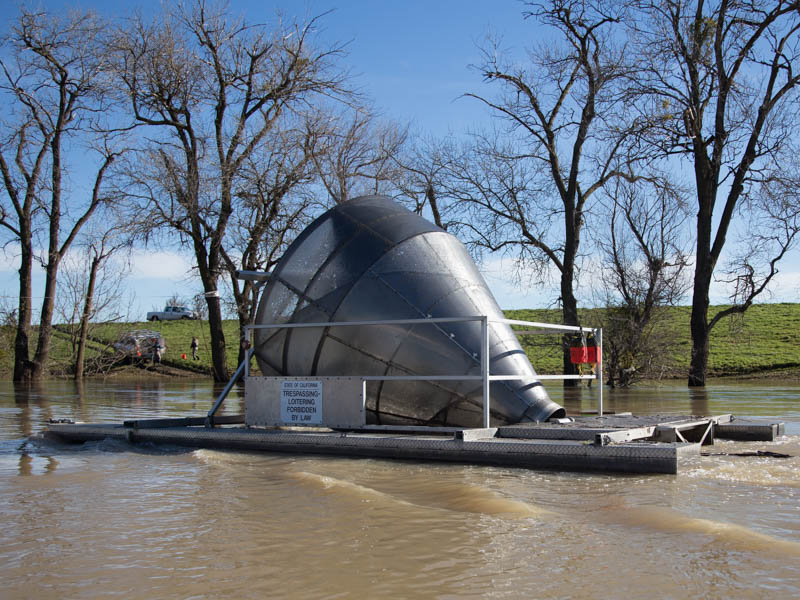 STATE OF CALIFORNIA
TRESPASSING-
LOITERING
FORBIDDEN
BY LAW